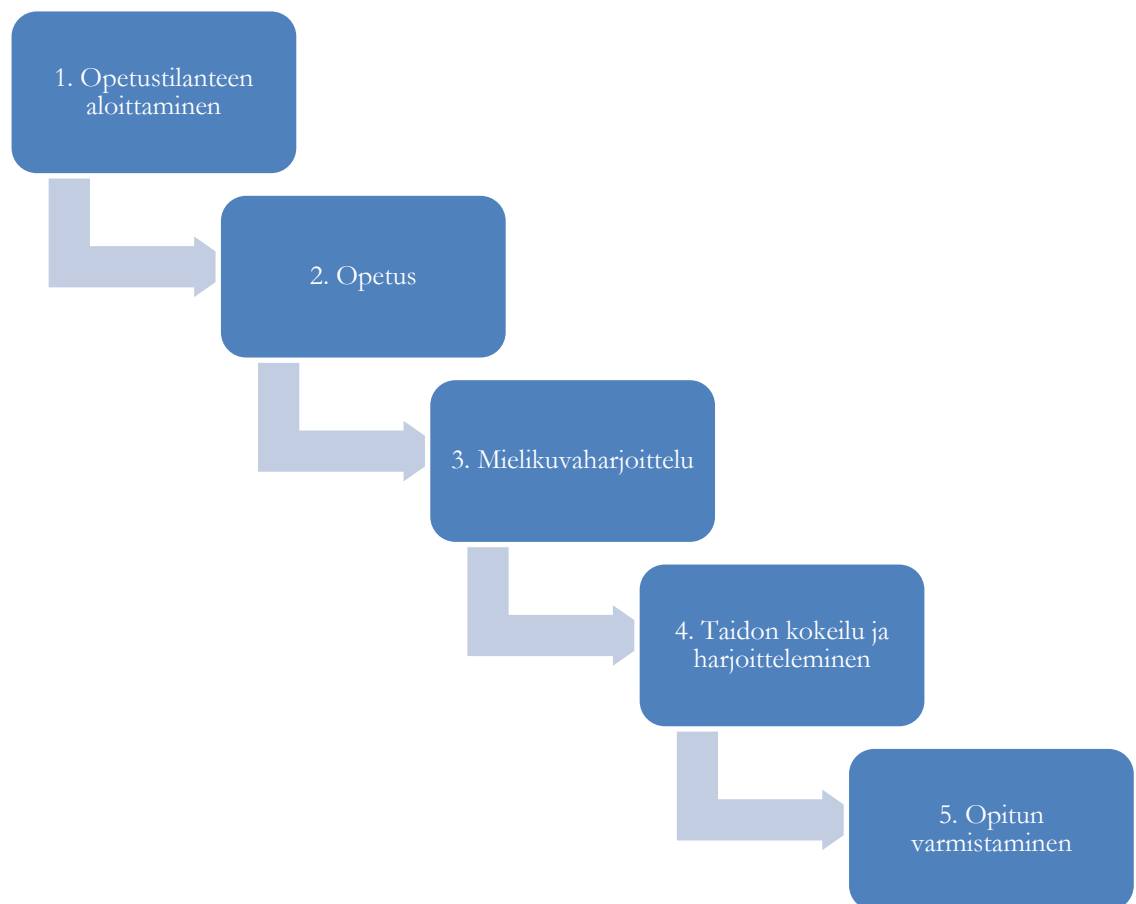 1. Opetustilanteen
aloittaminen
2. Opetus
3. Mielikuvaharjoittelu
4. Taidon kokeilu ja
harjoitteleminen
5. Opitun
varmistaminen